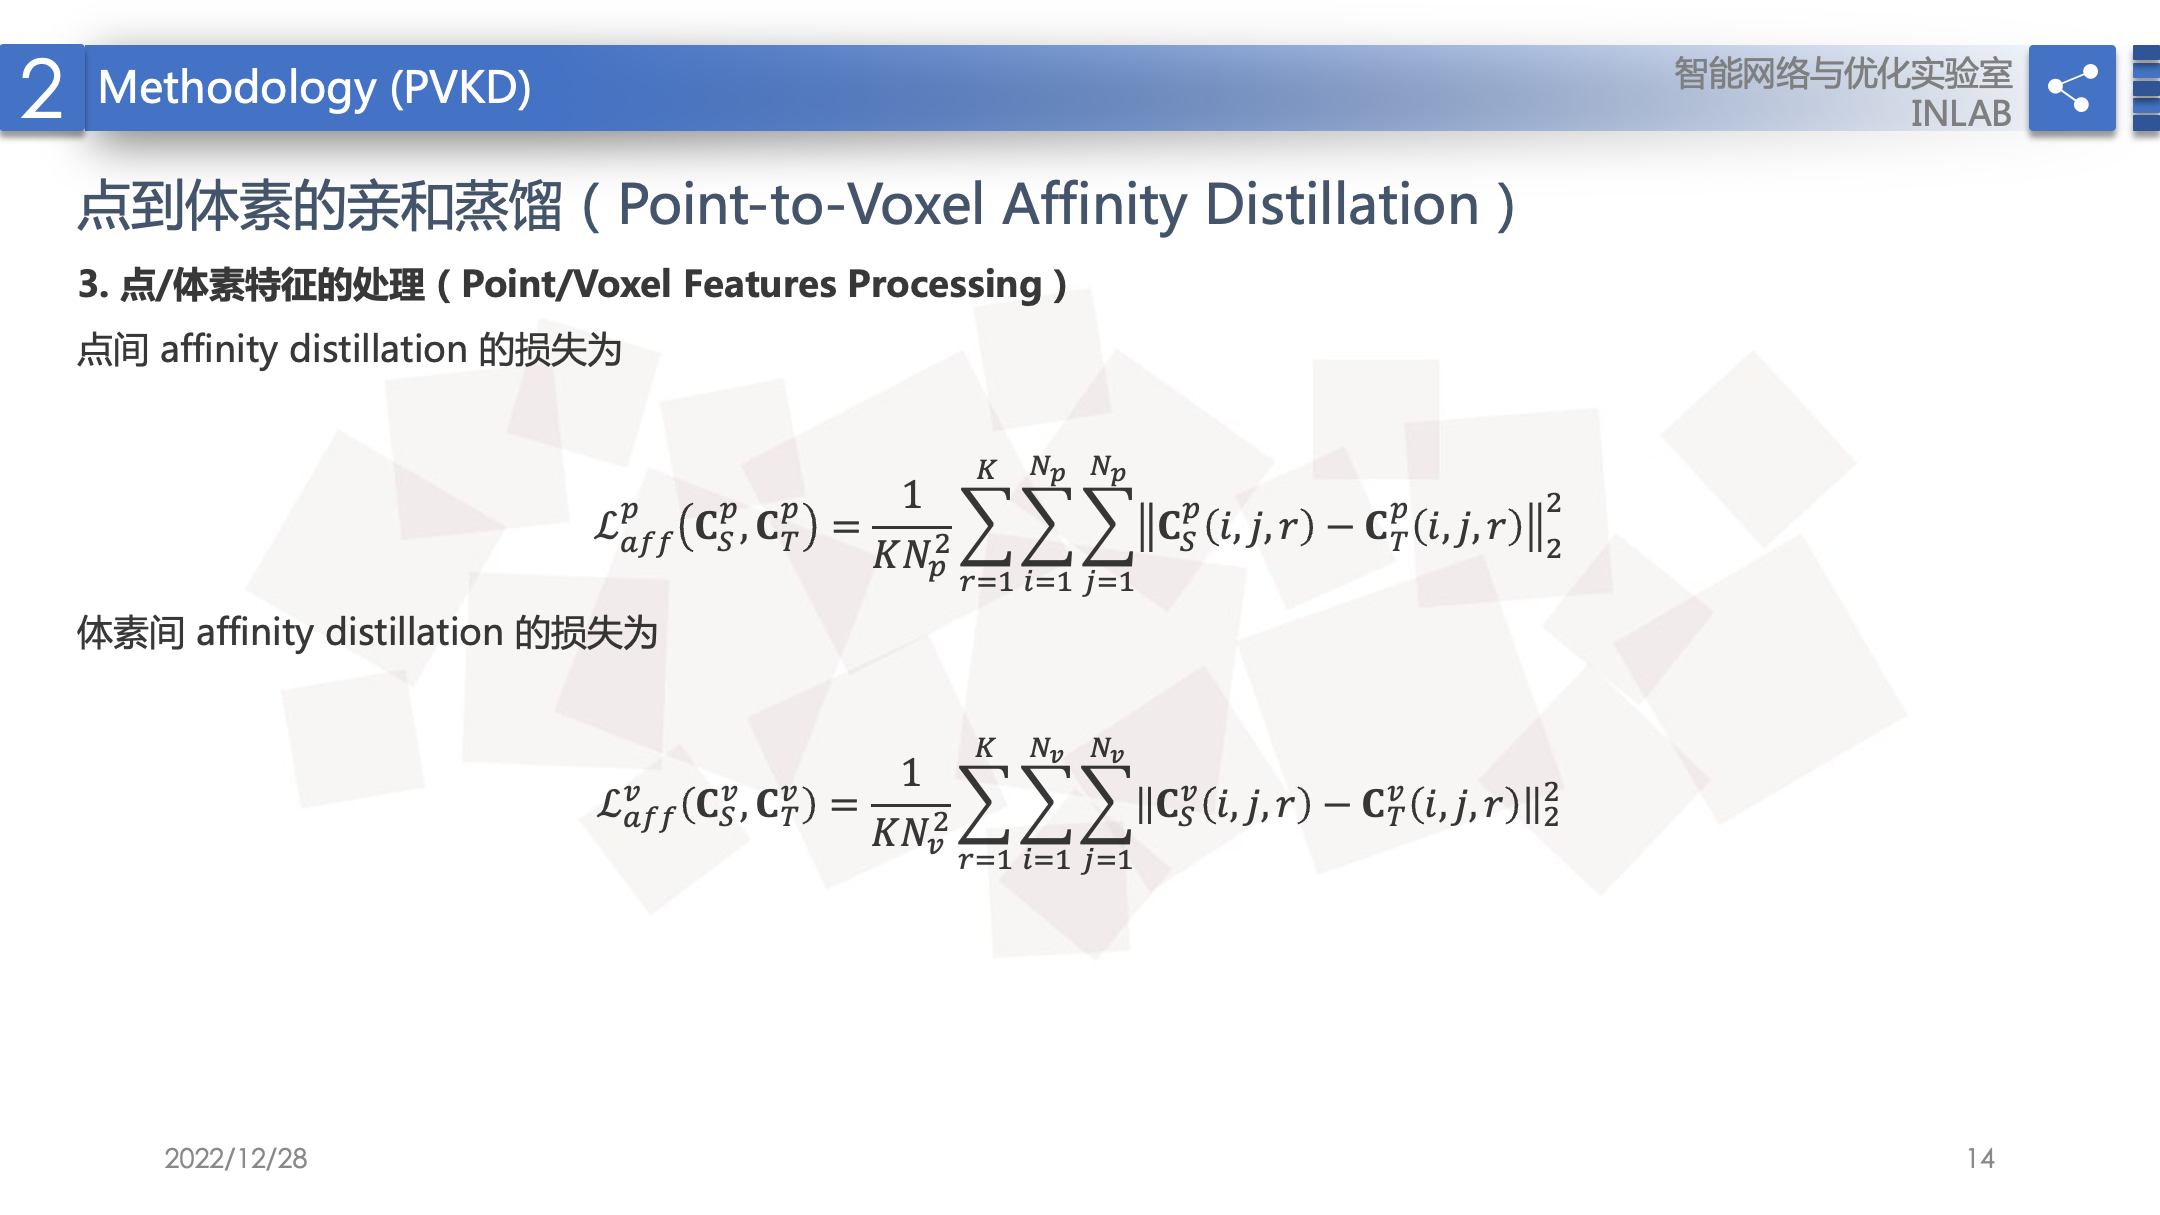 2
Methodology (PVKD)
智能网络与优化实验室
INLAB
点到体素的亲和蒸馏（Point-to-Voxel Affinity Distillation）
3. 点/体素特征的处理（Point/Voxel Features Processing）
点间 affinity distillation 的损失为
$\mathcal{L}_{aff}^{p}(\mathbf{C}_S^p, \mathbf{C}_T^p) = \frac{1}{KN_p^2} \sum_{r=1}^{K} \sum_{i=1}^{N_p} \sum_{j=1}^{N_p} \|\mathbf{C}_S^p(i,j,r) - \mathbf{C}_T^p(i,j,r)\|_2^2$
体素间 affinity distillation 的损失为
$\mathcal{L}_{aff}^{v}(\mathbf{C}_S^v, \mathbf{C}_T^v) = \frac{1}{KN_v^2} \sum_{r=1}^{K} \sum_{i=1}^{N_v} \sum_{j=1}^{N_v} \|\mathbf{C}_S^v(i,j,r) - \mathbf{C}_T^v(i,j,r)\|_2^2$
2022/12/28
14